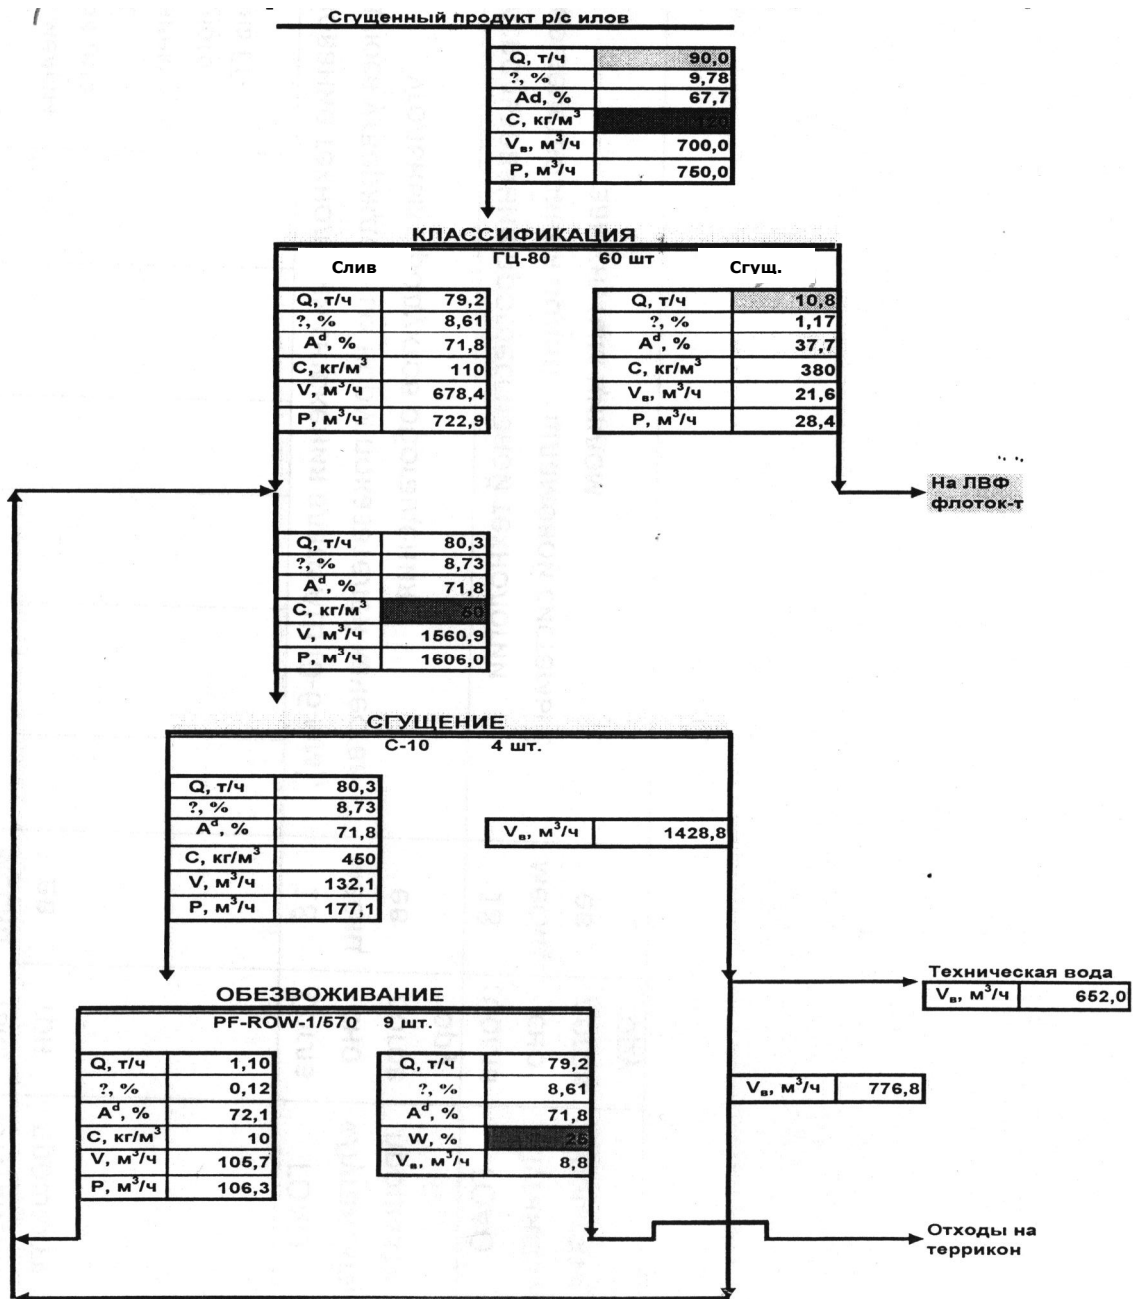 Сгущенный продукт р/с илов
Q, т/ч 90,0
?, % 9,78
Ad, % 67,7
С, кг/м³ 120
Vв, м³/ч 700,0
P, м³/ч 750,0
КЛАССИФИКАЦИЯ
ГЦ-80 60 шт
Слив
Q, т/ч 79,2
?, % 8,61
Aᵈ, % 71,8
С, кг/м³ 110
V, м³/ч 678,4
P, м³/ч 722,9
Сгущ.
Q, т/ч 10,8
?, % 1,17
Aᵈ, % 37,7
С, кг/м³ 380
Vв, м³/ч 21,6
P, м³/ч 28,4
На ЛВФ
флоток-т
Q, т/ч 80,3
?, % 8,73
Aᵈ, % 71,8
С, кг/м³ 50
V, м³/ч 1560,9
P, м³/ч 1606,0
СГУЩЕНИЕ
С-10 4 шт.
Q, т/ч 80,3
?, % 8,73
Aᵈ, % 71,8
С, кг/м³ 450
V, м³/ч 132,1
P, м³/ч 177,1
Vв, м³/ч 1428,8
Техническая вода
Vв, м³/ч 652,0
ОБЕЗВОЖИВАНИЕ
PF-ROW-1/570 9 шт.
Q, т/ч 1,10
?, % 0,12
Aᵈ, % 72,1
С, кг/м³ 10
V, м³/ч 105,7
P, м³/ч 106,3
Q, т/ч 79,2
?, % 8,61
Aᵈ, % 71,8
W, % 25
Vв, м³/ч 8,8
Vв, м³/ч 776,8
Отходы на
террикон